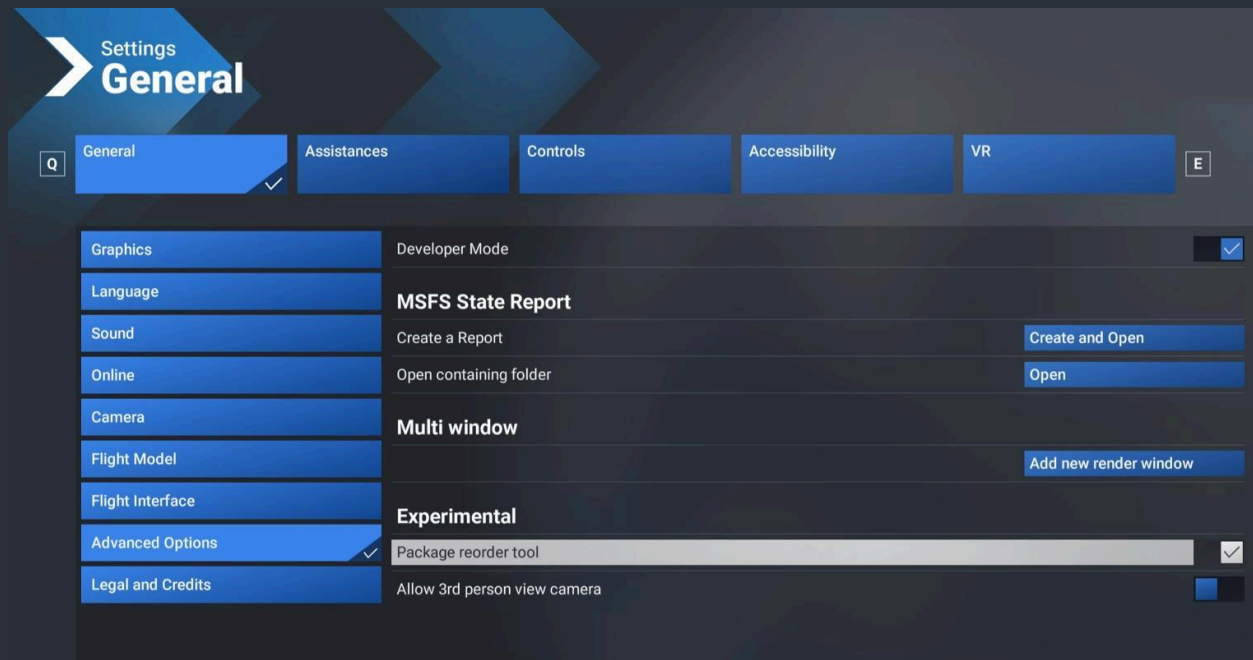 Settings
General
Q
General
Assistances
Controls
Accessibility
VR
E
Graphics
Language
Sound
Online
Camera
Flight Model
Flight Interface
Advanced Options
Legal and Credits
Developer Mode
MSFS State Report
Create a Report
Create and Open
Open containing folder
Open
Multi window
Add new render window
Experimental
Package reorder tool
Allow 3rd person view camera